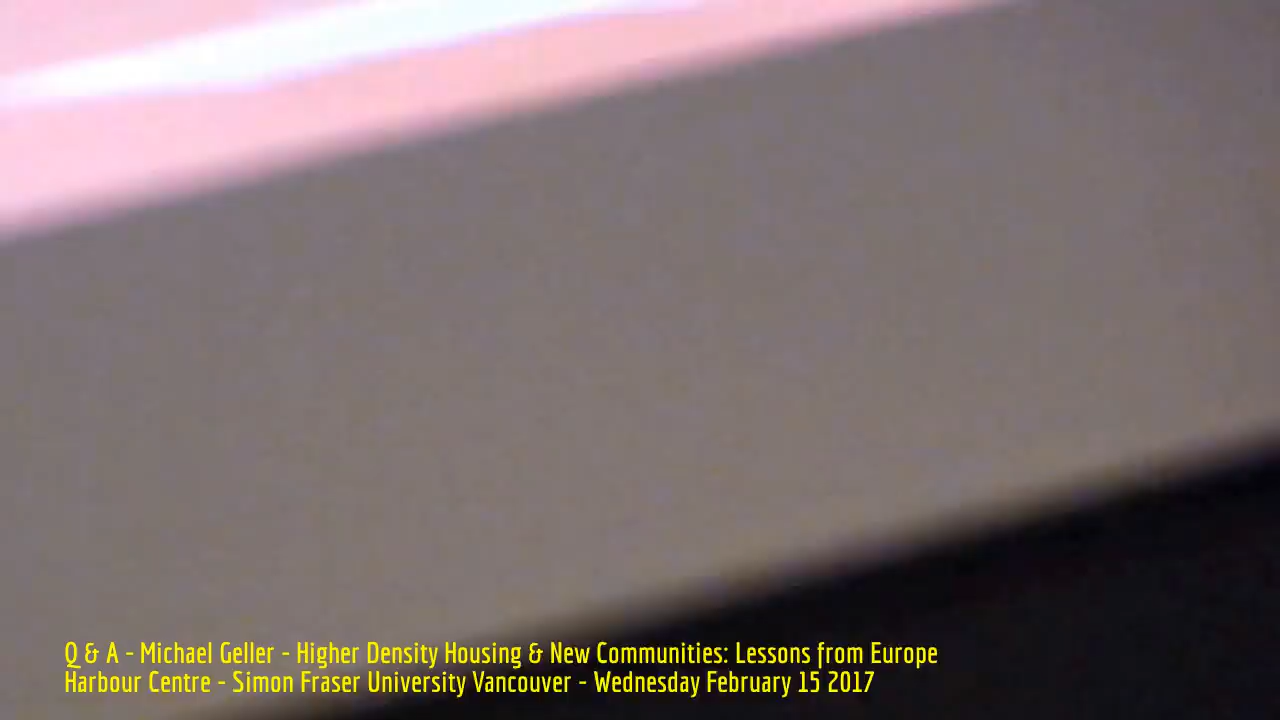 Q & A - Michael Geller - Higher Density Housing & New Communities: Lessons from Europe
Harbour Centre - Simon Fraser University Vancouver - Wednesday February 15 2017